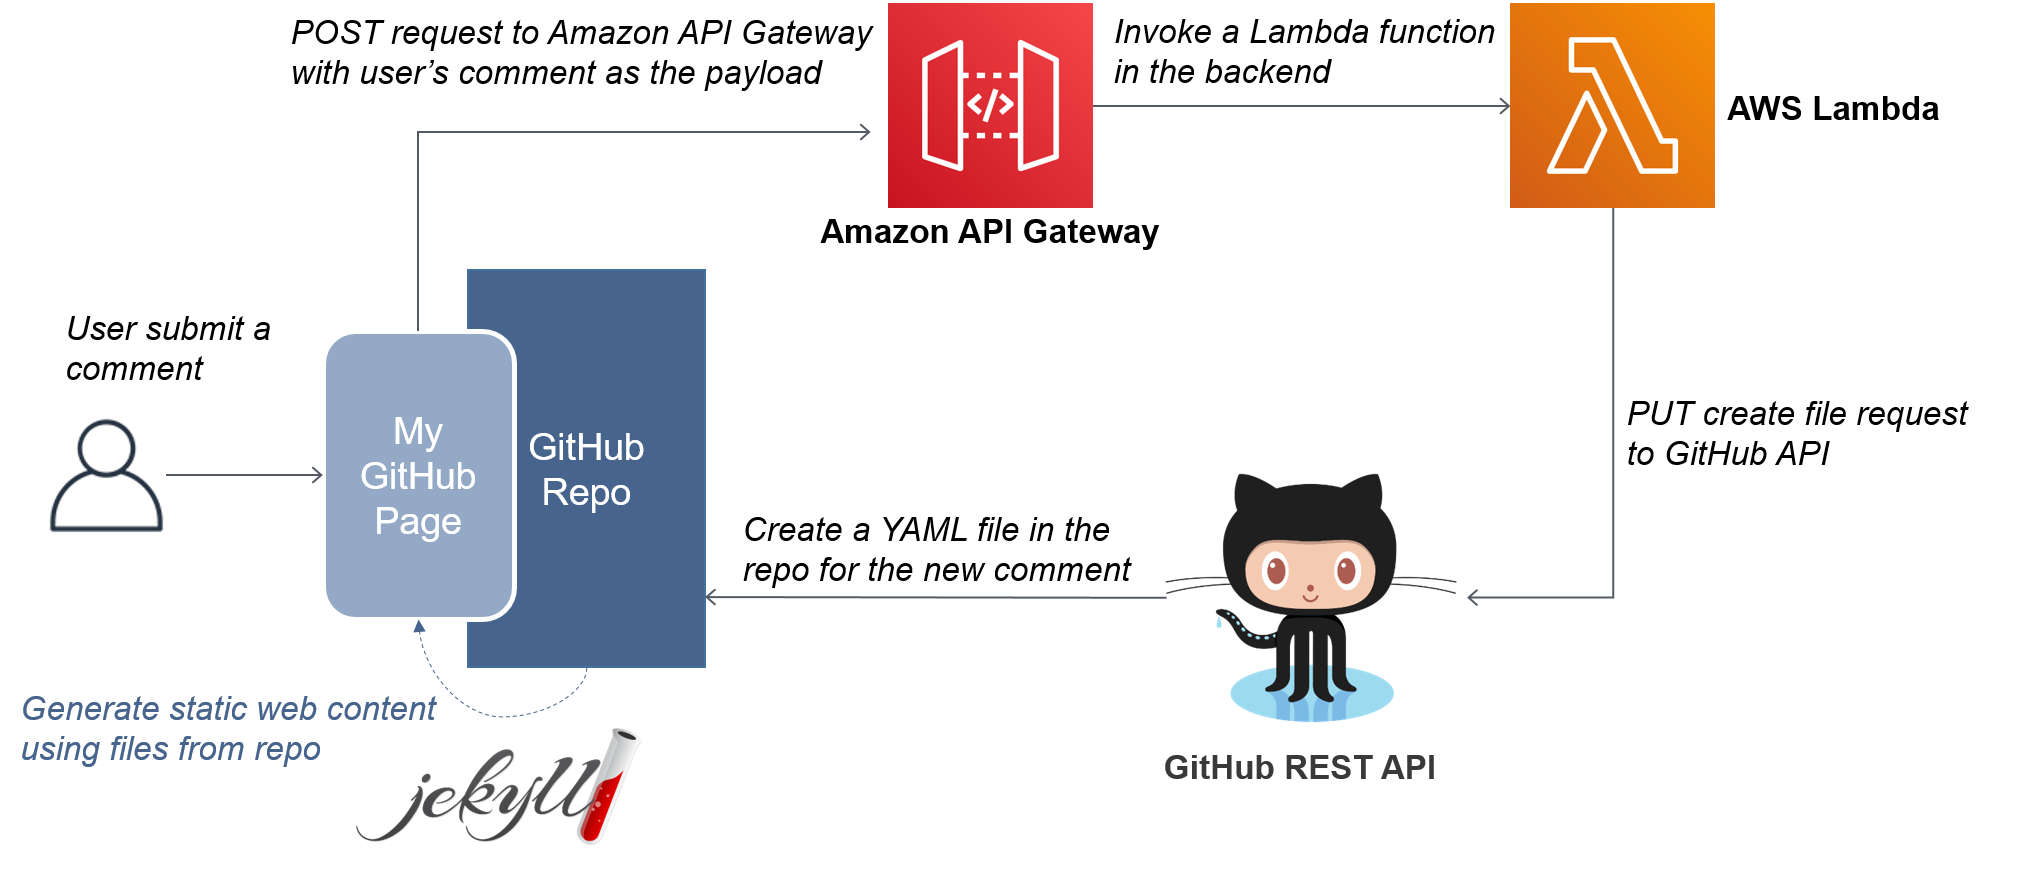 POST request to Amazon API Gateway
with user's comment as the payload
Invoke a Lambda function
in the backend
</>
AWS Lambda
Amazon API Gateway
User submit a
comment
My
GitHub
Page
GitHub
Repo
PUT create file request
to GitHub API
Create a YAML file in the
repo for the new comment
Generate static web content
using files from repo
jekyll
GitHub REST API